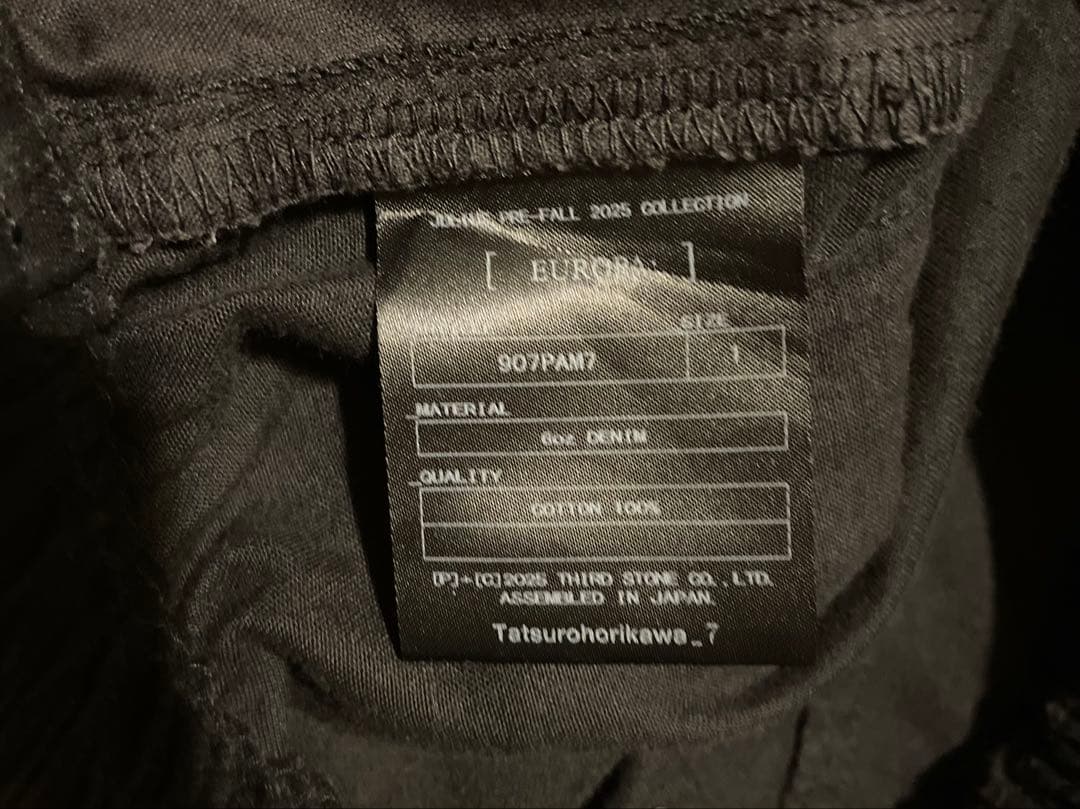 PRE-FALL 2025 COLLECTION
[ EUROPA ]
SIZE
907PAM7 1
MATERIAL
6oz DENIM
QUALITY
COTTON 100%
[P]+[C]2025 THIRD STONE CO.,LTD.
ASSEMBLED IN JAPAN.
Tatsurohorikawa_7